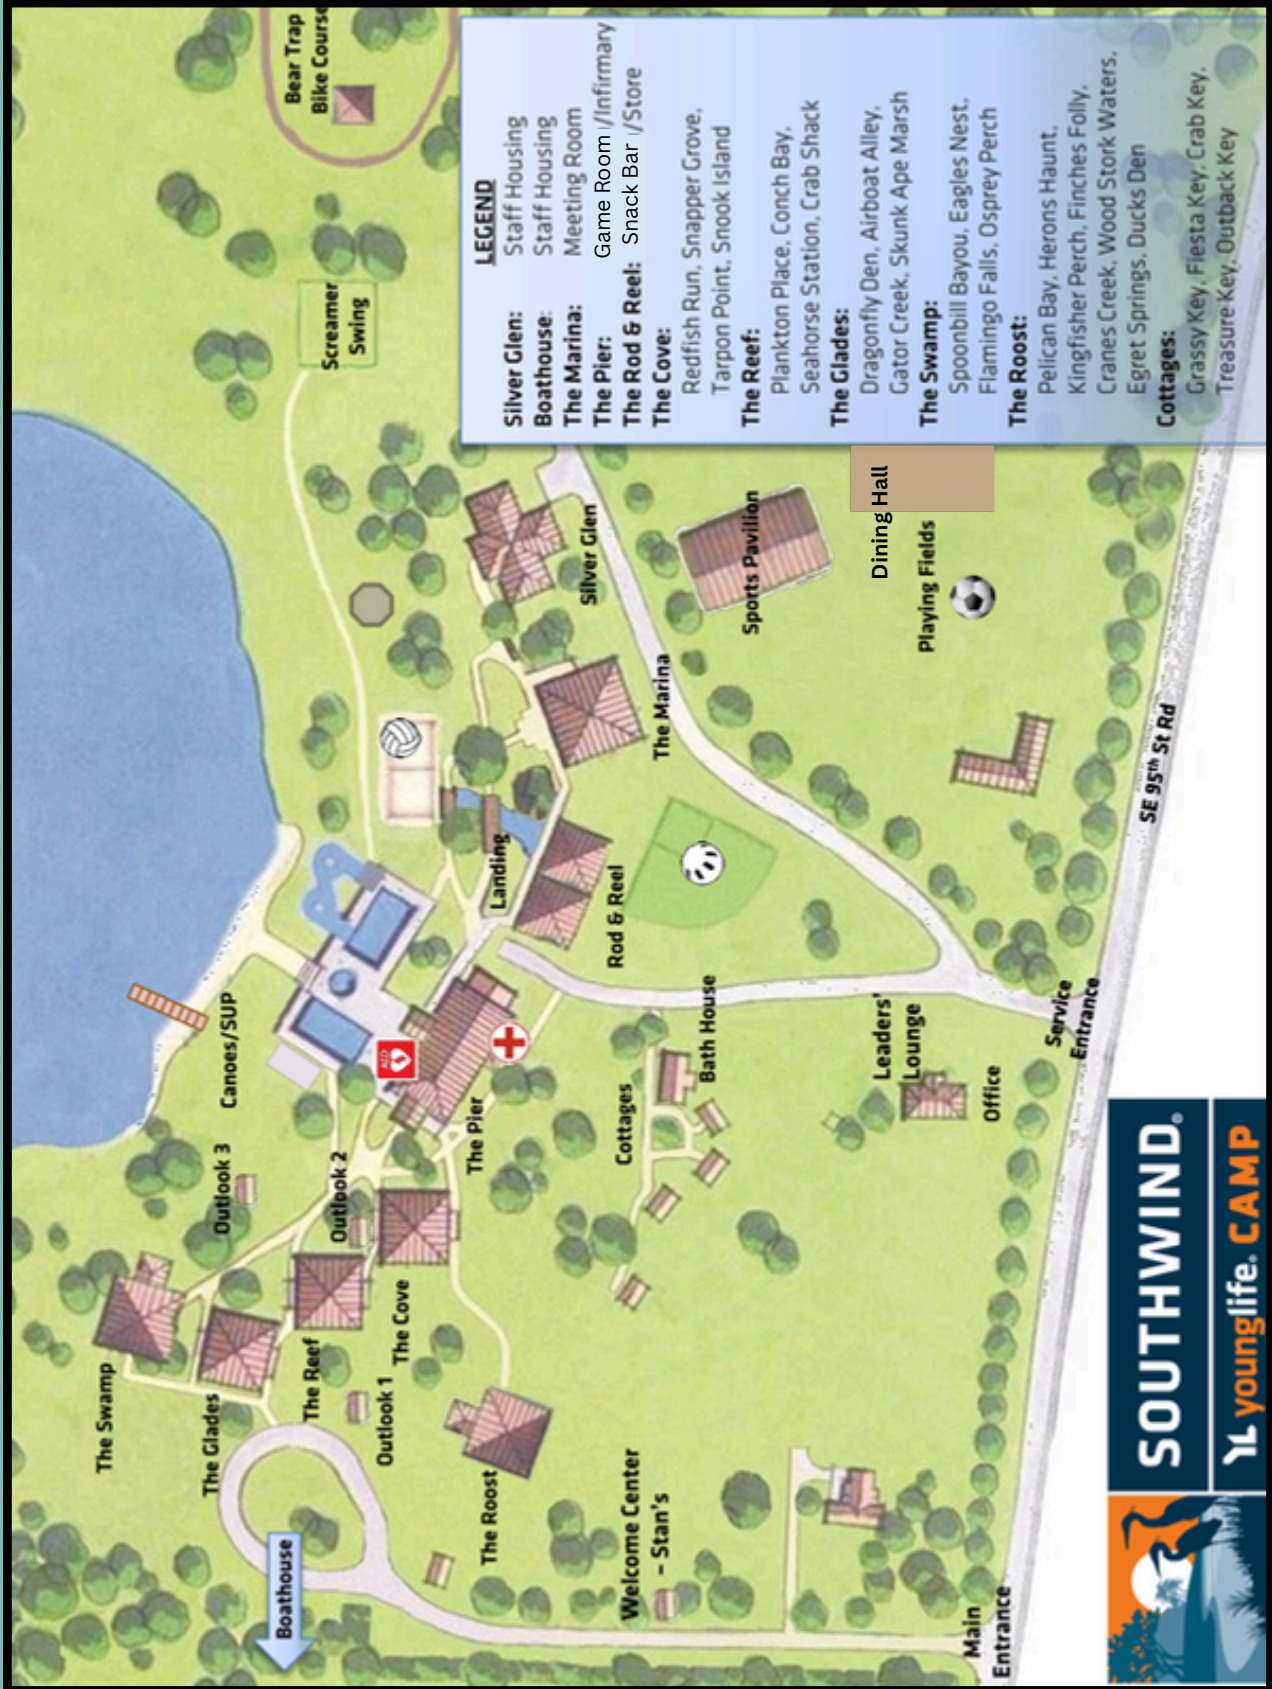 Bear Trap
Bike Course
Screamer
Swing
Silver Glen
The Marina
Sports Pavilion
Dining Hall
Playing Fields
SE 95th St Rd
Landing
Rod & Reel
Canoes/SUP
AED
The Pier
Bath House
Cottages
Leaders'
Lounge
Office
Service
Entrance
Outlook 3
Outlook 2
The Swamp
The Glades
The Reef
The Cove
Outlook 1
The Roost
Boathouse
Welcome Center
– Stan's
Main
Entrance
LEGEND
Silver Glen: Staff Housing
Boathouse: Staff Housing
The Marina: Meeting Room
The Pier: Game Room /Infirmary
The Rod & Reel: Snack Bar /Store
The Cove:
Redfish Run, Snapper Grove,
Tarpon Point, Snook Island
The Reef:
Plankton Place, Conch Bay,
Seahorse Station, Crab Shack
The Glades:
Dragonfly Den, Airboat Alley,
Gator Creek, Skunk Ape Marsh
The Swamp:
Spoonbill Bayou, Eagles Nest,
Flamingo Falls, Osprey Perch
The Roost:
Pelican Bay, Herons Haunt,
Kingfisher Perch, Finches Folly,
Cranes Creek, Wood Stork Waters,
Egret Springs, Ducks Den
Cottages:
Grassy Key, Fiesta Key, Crab Key,
Treasure Key, Outback Key
SOUTHWIND®
YL younglife. CAMP